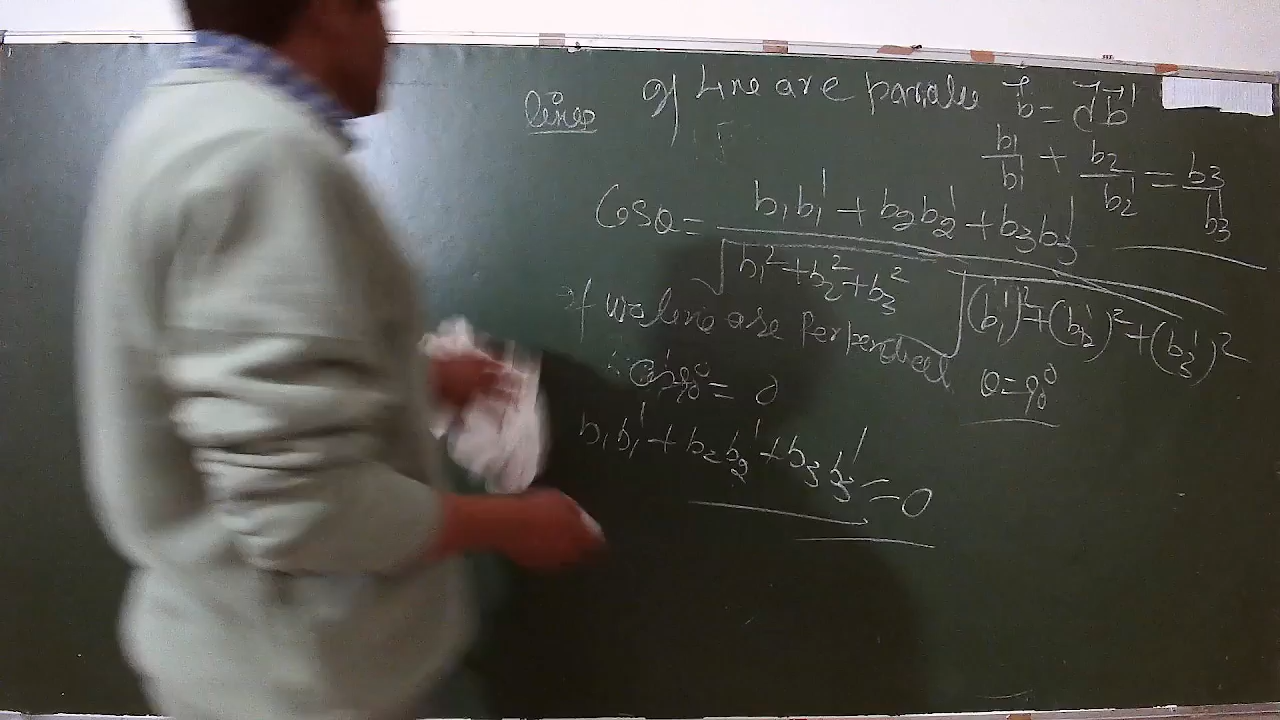 lines If Line are parallel b⃗ = λb⃗'
b₁/b₁' + b₂/b₂' = b₃/b₃'
Cosθ = (b₁b₁' + b₂b₂' + b₃b₃') / (√(b₁²+b₂²+b₃²) √((b₁')²+(b₂')²+(b₃')²))
If line are Perpendicul θ=90°
90° = 0
b₁b₁' + b₂b₂' + b₃b₃' = 0